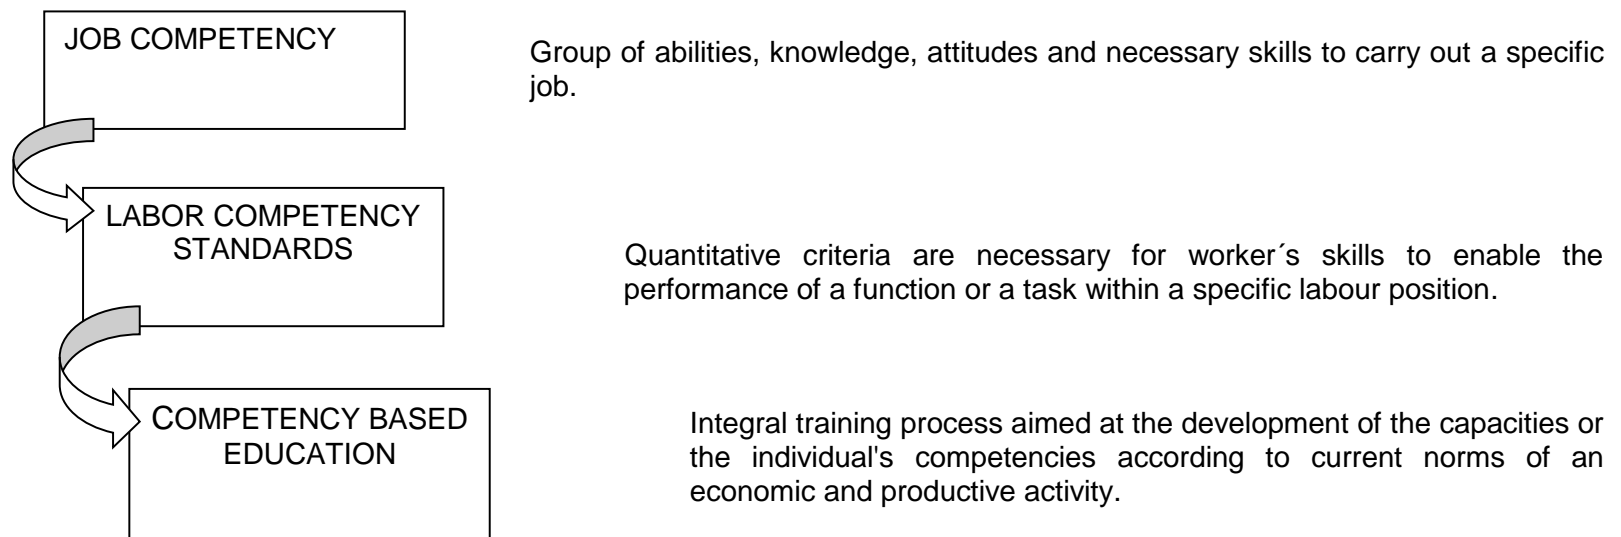 JOB COMPETENCY
Group of abilities, knowledge, attitudes and necessary skills to carry out a specific
job.
LABOR COMPETENCY
STANDARDS
Quantitative criteria are necessary for worker´s skills to enable the
performance of a function or a task within a specific labour position.
COMPETENCY BASED
EDUCATION
Integral training process aimed at the development of the capacities or
the individual's competencies according to current norms of an
economic and productive activity.